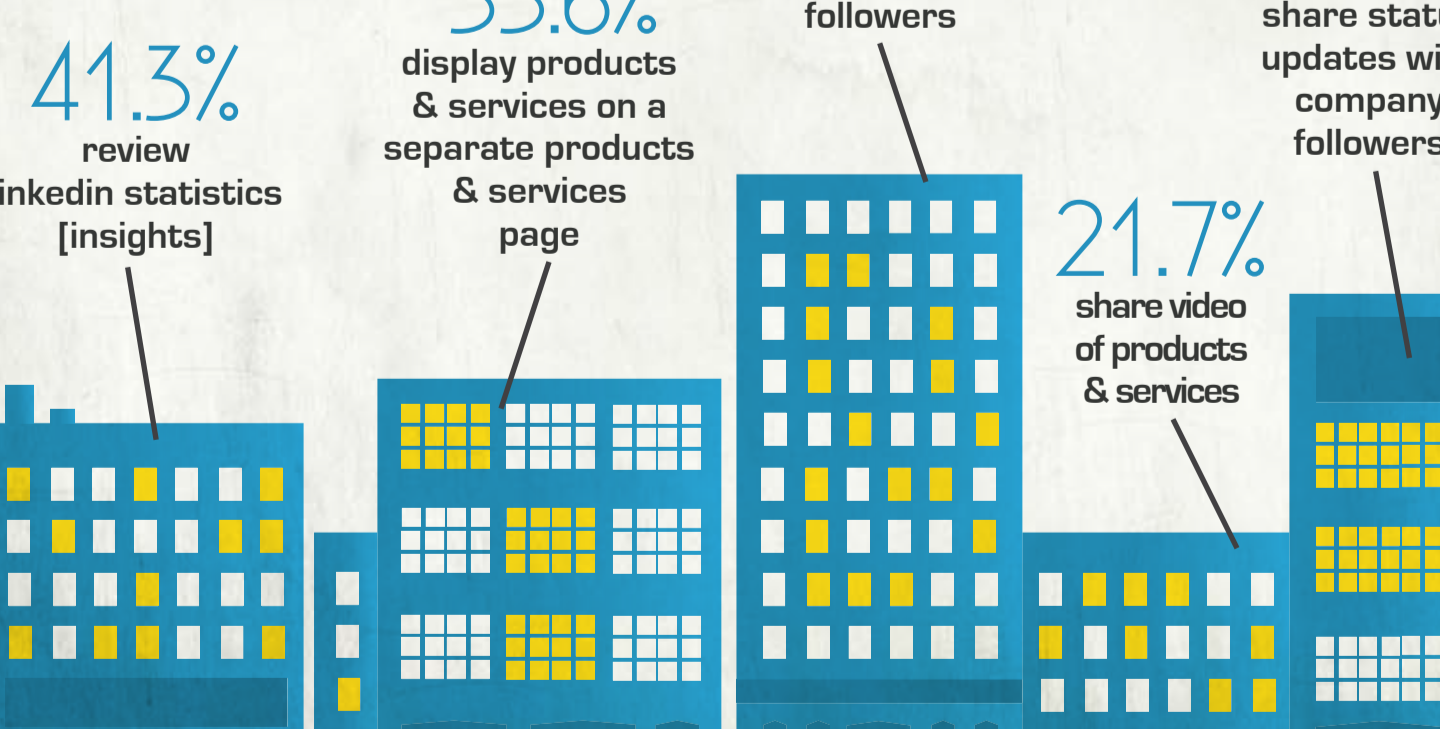 41.3%
review
inkedin statistics
[insights]
display products
& services on a
separate products
& services
page
followers
21.7%
share video
of products
& services
share stat
updates wi
company
followers